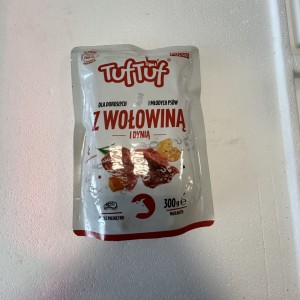 TufTuf
DLA DOROSŁYCH I MŁODYCH PSÓW
Z WOŁOWINĄ
I DYNIĄ
300g e